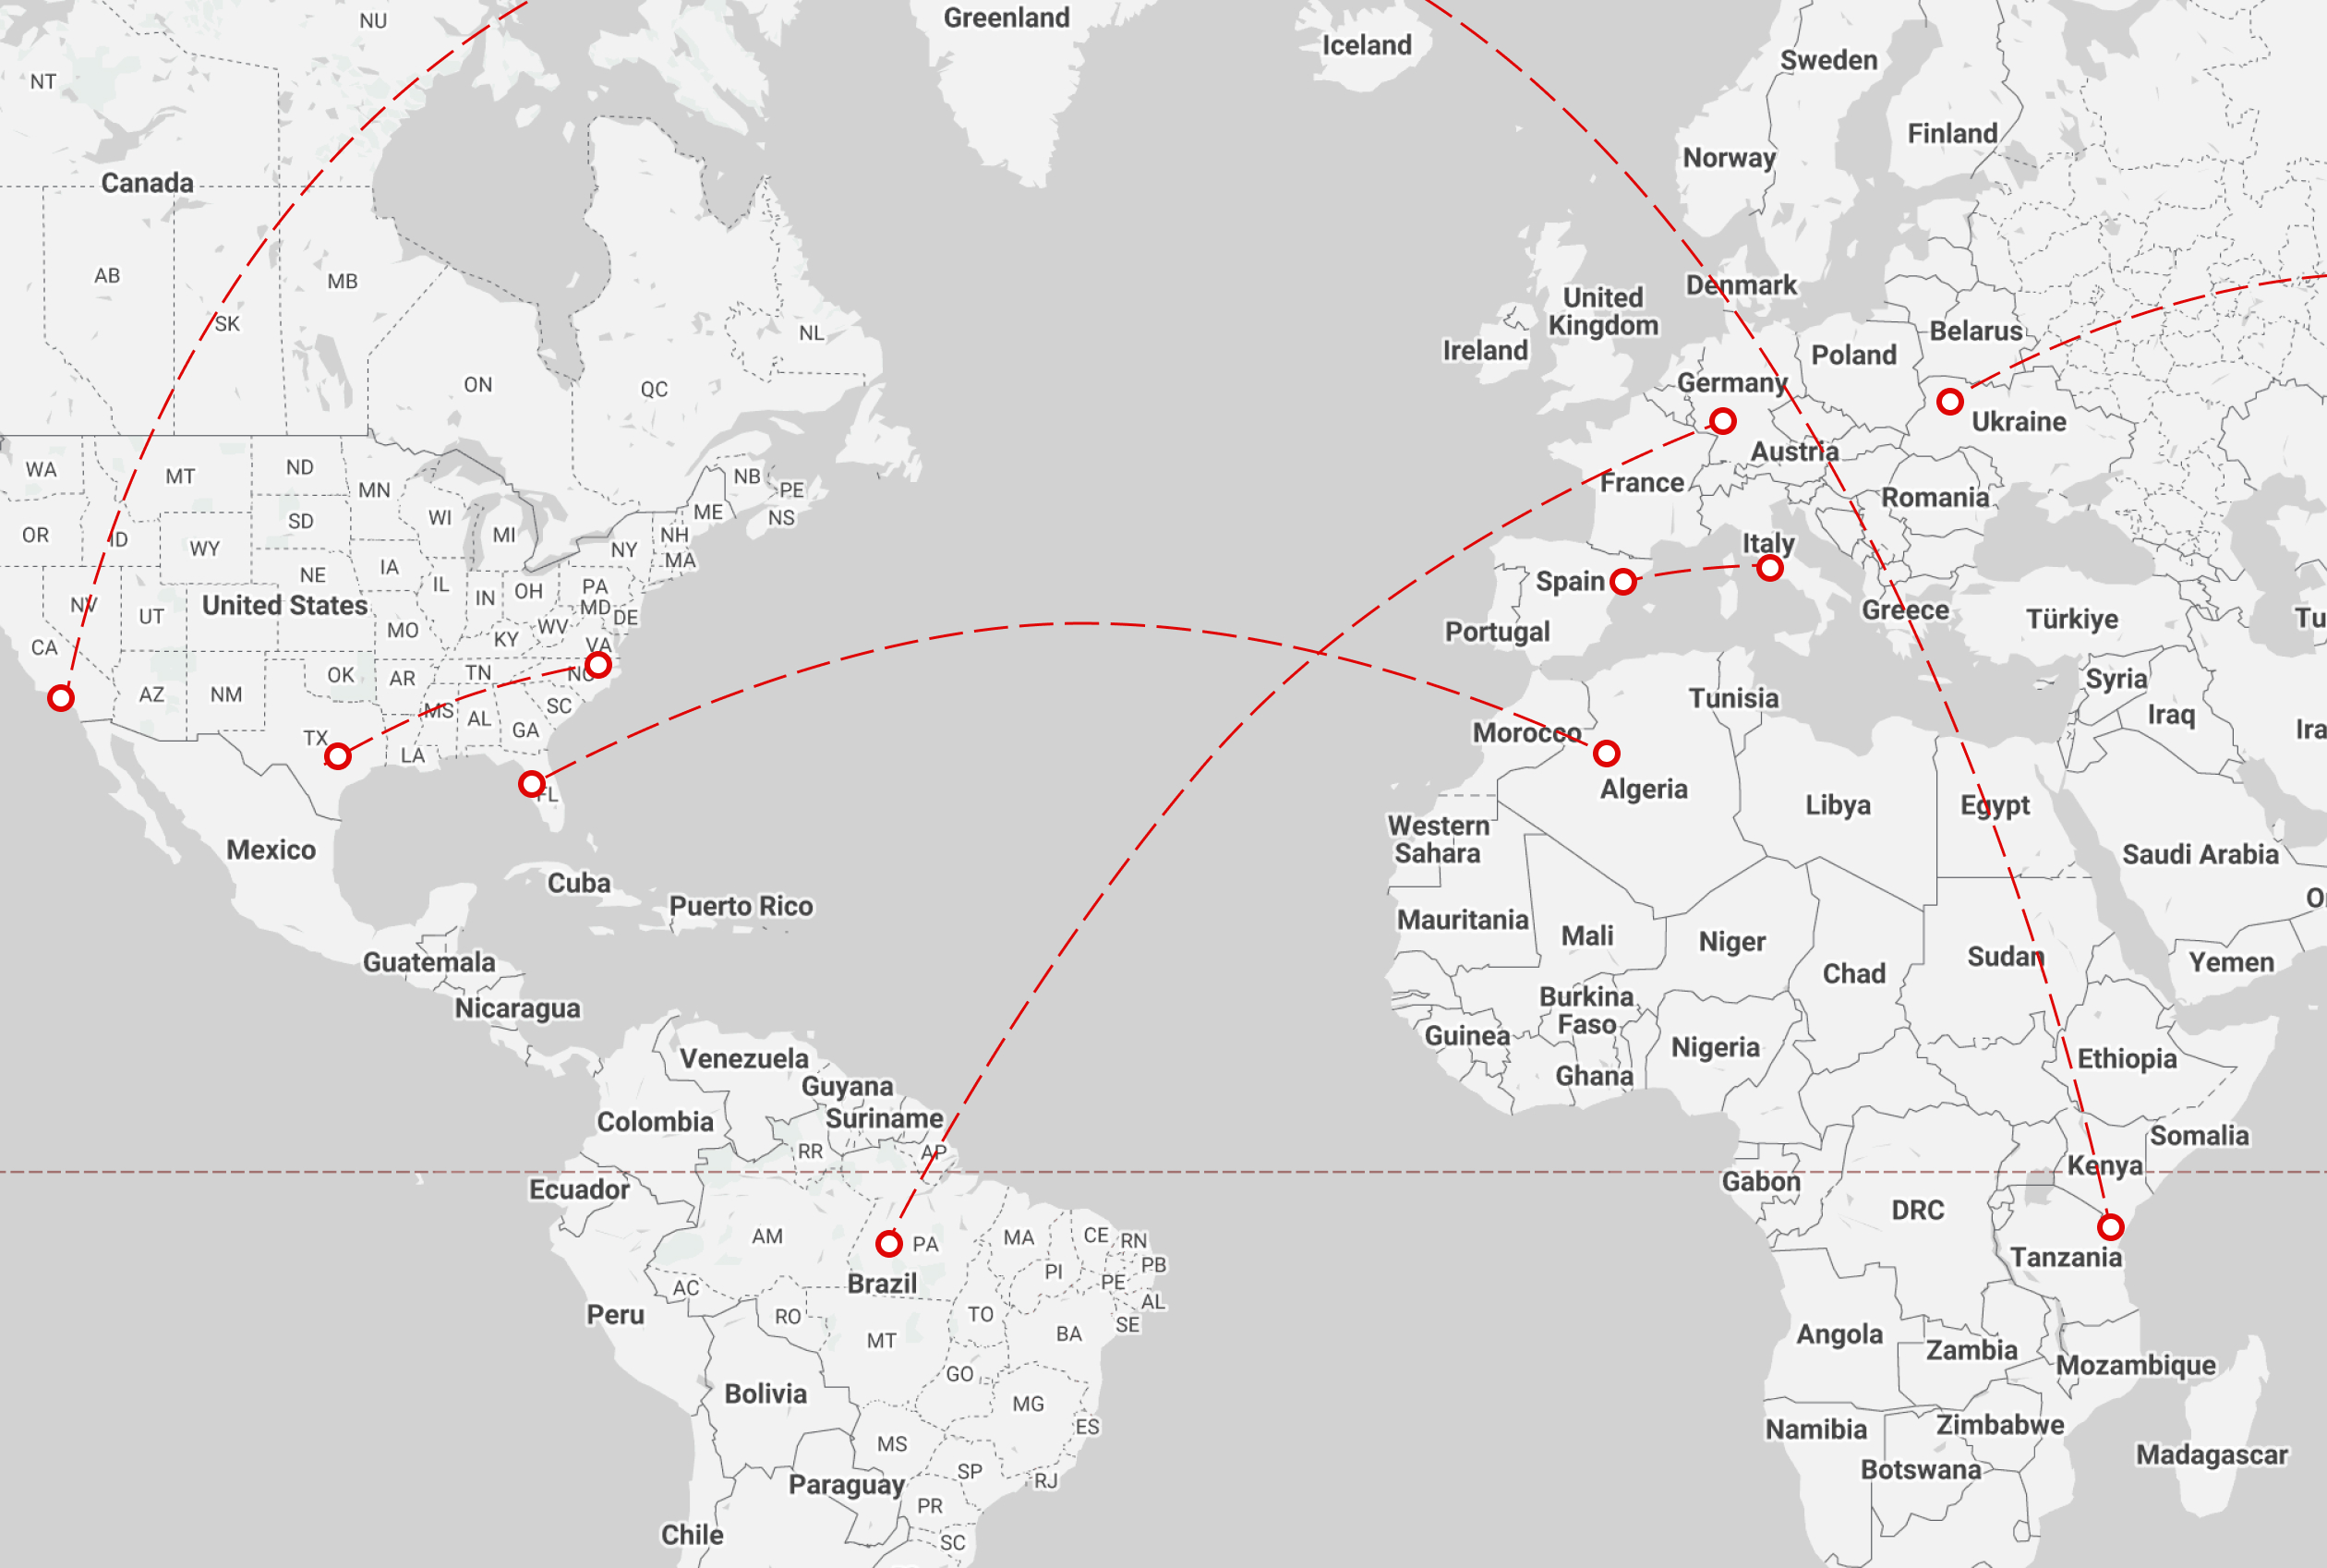 NU
Greenland
Iceland
Sweden
NT
Finland
Norway
Canada
AB
MB
SK
NL
Denmark
United
Kingdom
Ireland
Belarus
Poland
Germany
ON
QC
Ukraine
Austria
France
Romania
WA
MT
ND
MN
NB
PE
ME
NS
OR
ID
SD
WI
MI
WY
NY
NH
MA
Italy
Spain
NE
IA
IL
IN
OH
PA
MD
DE
NV
UT
United States
MO
KY
WV
VA
Greece
Türkiye
Tu
Portugal
CA
AZ
NM
OK
AR
TN
NC
MS
AL
SC
GA
Tunisia
Syria
Iraq
Ira
TX
LA
Morocco
FL
Algeria
Libya
Egypt
Western
Sahara
Mexico
Saudi Arabia
Cuba
Puerto Rico
O
Mauritania
Mali
Niger
Chad
Sudan
Yemen
Guatemala
Nicaragua
Burkina
Faso
Guinea
Nigeria
Ghana
Ethiopia
Venezuela
Guyana
Suriname
Colombia
RR
AP
Somalia
Kenya
Ecuador
Gabon
DRC
AM
PA
MA
CE
RN
PI
PB
PE
AL
SE
Brazil
AC
Tanzania
Peru
RO
TO
MT
BA
Angola
Zambia
Mozambique
GO
Bolivia
MG
ES
Namibia
Zimbabwe
MS
SP
RJ
Madagascar
Botswana
Paraguay
PR
Chile
SC